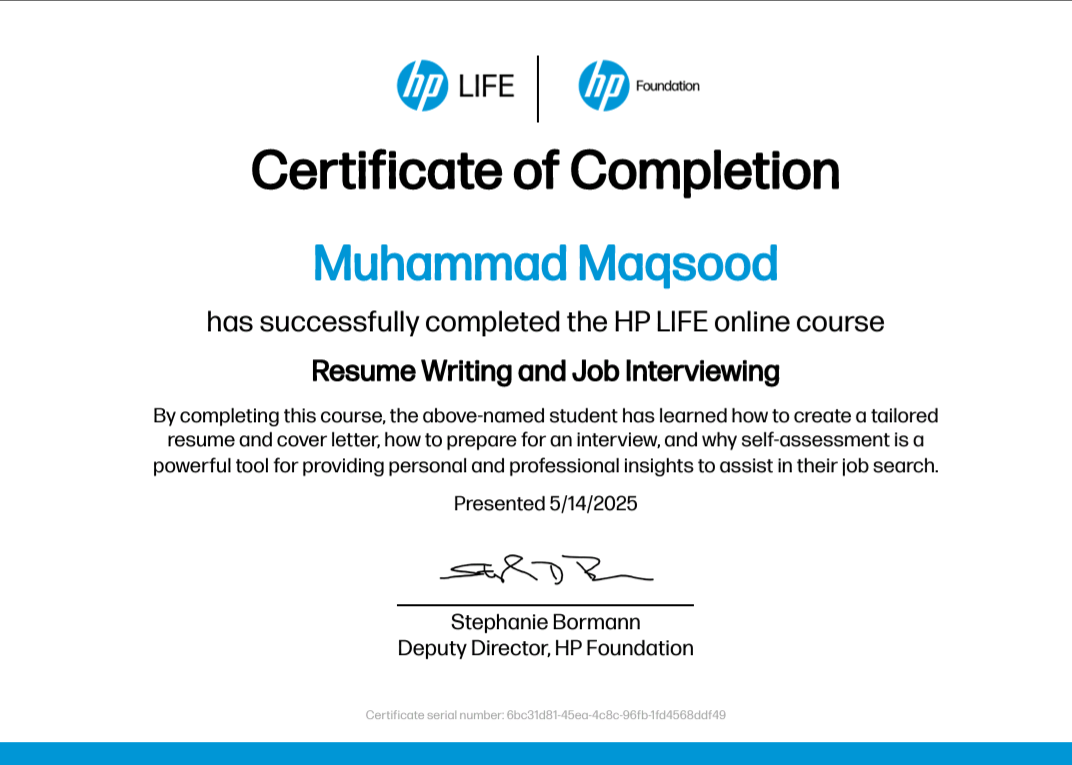 hp LIFE hp Foundation
Certificate of Completion
Muhammad Maqsood
has successfully completed the HP LIFE online course
Resume Writing and Job Interviewing
By completing this course, the above-named student has learned how to create a tailored
resume and cover letter, how to prepare for an interview, and why self-assessment is a
powerful tool for providing personal and professional insights to assist in their job search.
Presented 5/14/2025
Stephanie Bormann
Deputy Director, HP Foundation
Certificate serial number: 6bc31d81-45ea-4c8c-96fb-1fd4568ddf49